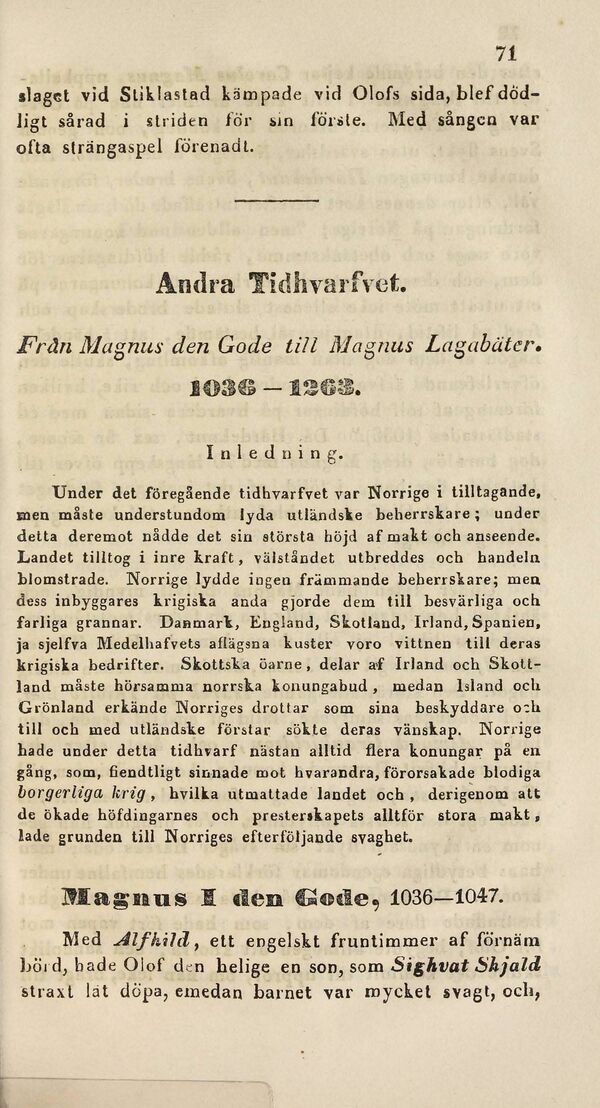 71
slaget vid Stiklastad kämpade vid Olofs sida, blef död-
ligt sårad i striden för sin förste. Med sången var
ofta strängaspel förenadt.
Andra Tidhvarfvet.
Från Magnus den Gode till Magnus Lagabäter.
1036 — 1263.
Inledning.
Under det föregående tidhvarfvet var Norrige i tilltagande,
men måste understundom lyda utländske beherrskare; under
detta deremot nådde det sin största höjd af makt och anseende.
Landet tilltog i inre kraft, välståndet utbreddes och handeln
blomstrade. Norrige lydde ingen främmande beherrskare; men
dess inbyggares krigiska anda gjorde dem till besvärliga och
farliga grannar. Danmark, England, Skotland, Irland, Spanien,
ja sjelfva Medelhafvets aflägsna kuster voro vittnen till deras
krigiska bedrifter. Skottska öarne, delar af Irland och Skott-
land måste hörsamma norrska konungabud, medan Island och
Grönland erkände Norriges drottar som sina beskyddare och
till och med utländske förstar sökte deras vänskap. Norrige
hade under detta tidhvarf nästan alltid flera konungar på en
gång, som, fiendtligt sinnade mot hvarandra, förorsakade blodiga
borgerliga krig, hvilka utmattade landet och, derigenom att
de ökade höfdingarnes och presterskapets alltför stora makt,
lade grunden till Norriges efterföljande svaghet.
Magnus I den Gode, 1036—1047.
Med Alfhild, ett engelskt fruntimmer af förnäm
börd, hade Olof den helige en son, som Sighvat Skjald
straxt lät döpa, emedan barnet var mycket svagt, och,